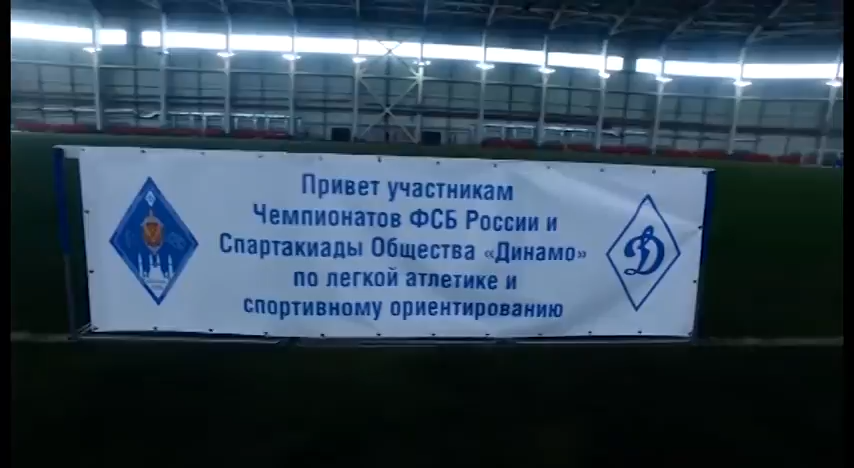 Привет участникам
Чемпионатов ФСБ России и
Спартакиады Общества «Динамо»
по легкой атлетике и
спортивному ориентированию
Д